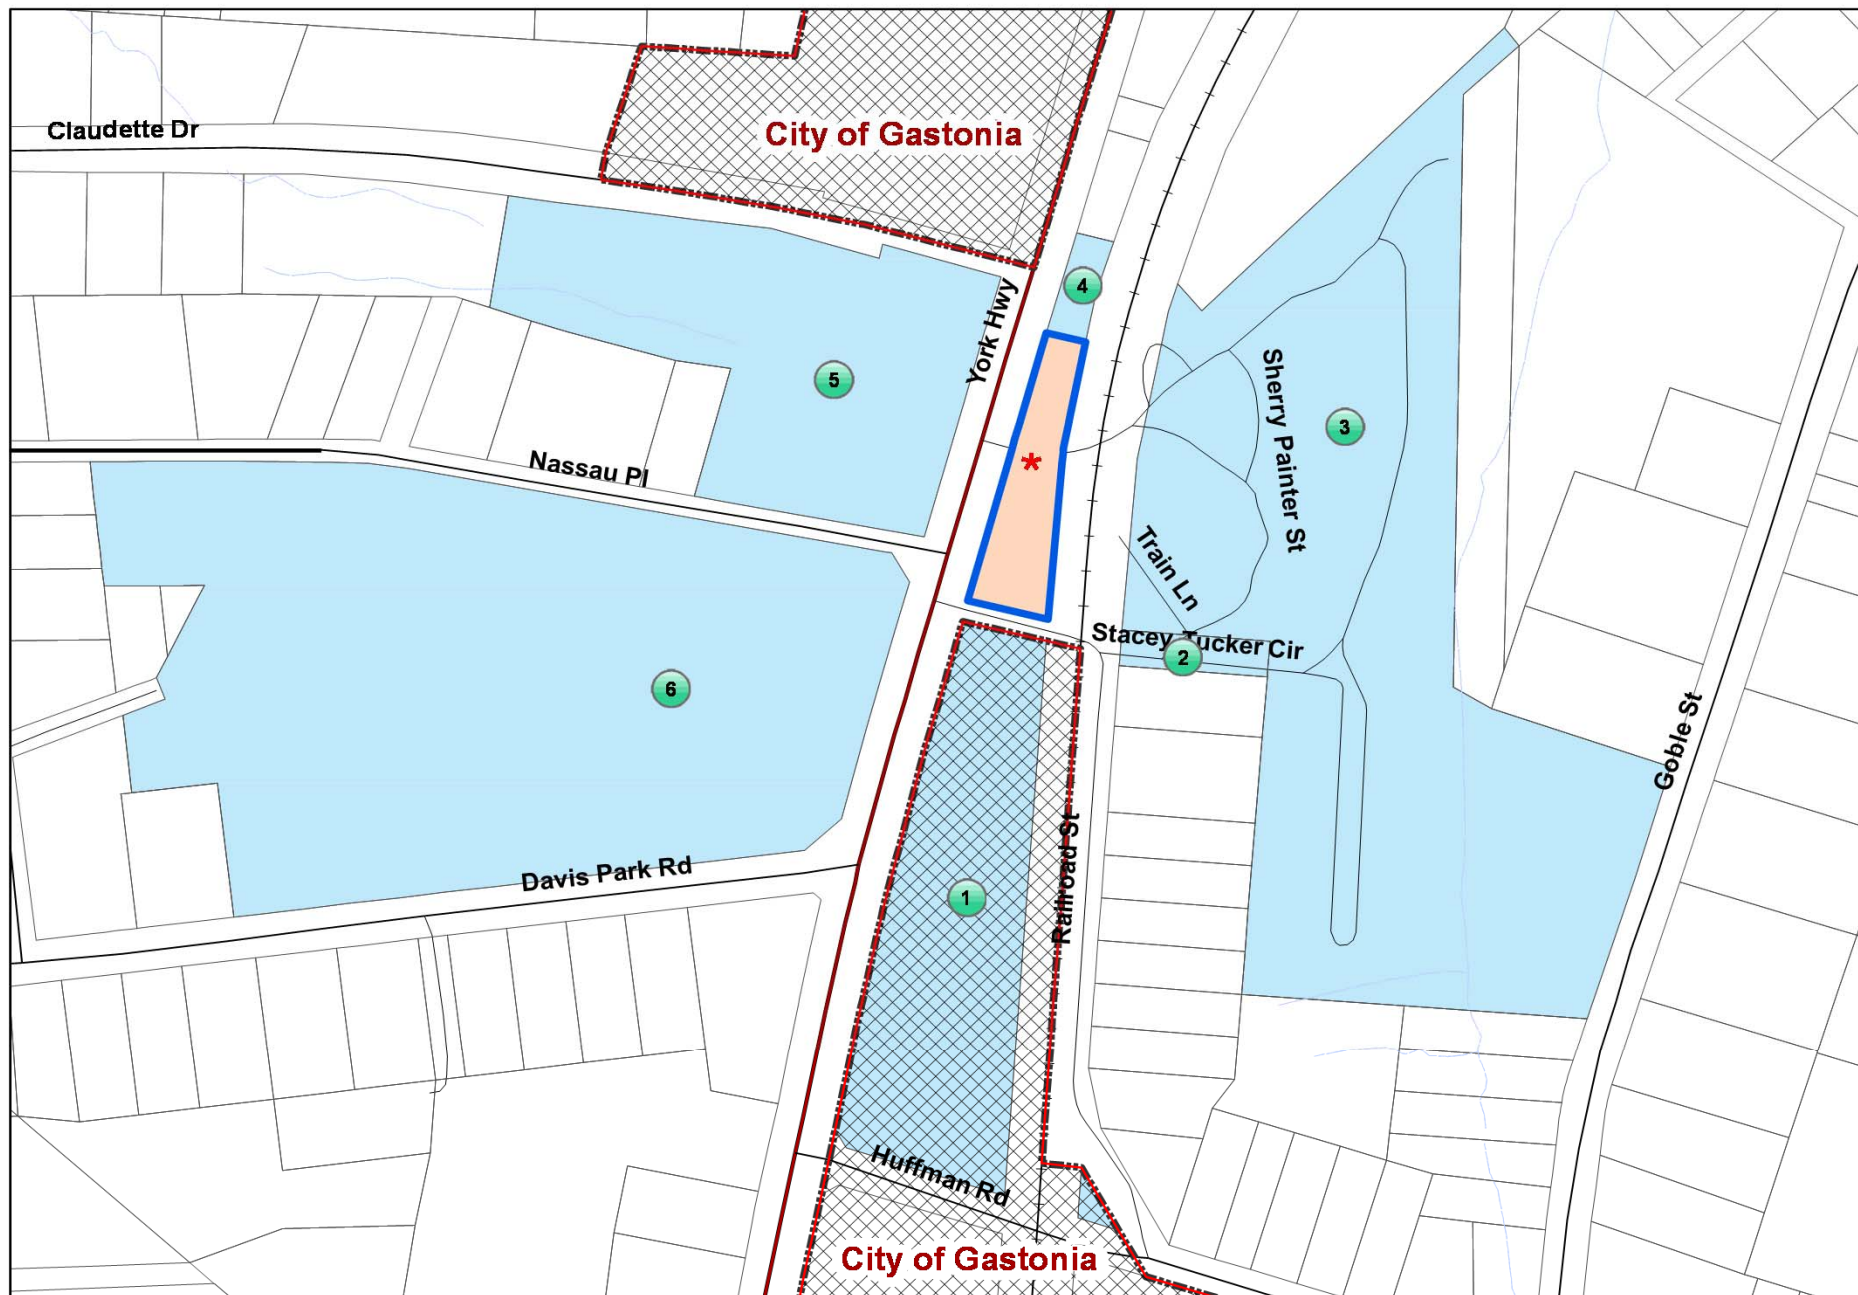 Claudette Dr
City of Gastonia
4
York Hwy
5
Sherry Painter St
3
*
Nassau Pl
Train Ln
Stacey Tucker Cir
2
6
Goble St
Davis Park Rd
Railroad St
1
Huffman Rd
City of Gastonia